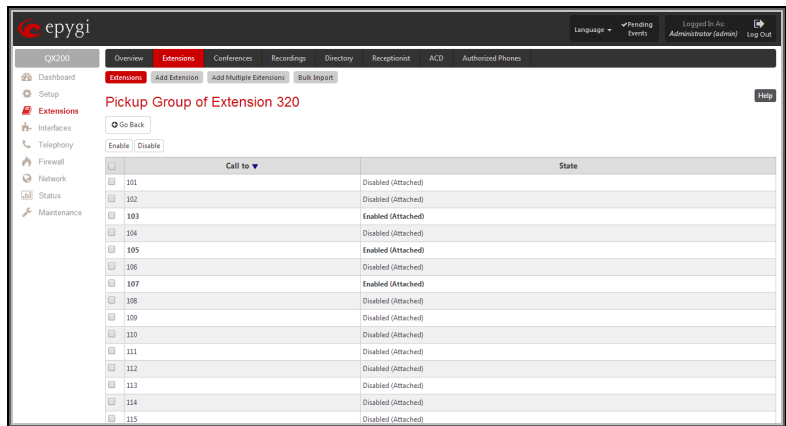 epygi
Language
Pending Events
Logged In As:
Administrator (admin)
Log Out
QX200
Overview Extensions Conferences Recordings Directory Receptionist ACD Authorized Phones
Dashboard
Setup
Extensions
Interfaces
Telephony
Firewall
Network
Status
Maintenance
Extensions Add Extension Add Multiple Extensions Bulk Import
Help
Pickup Group of Extension 320
Go Back
Enable Disable
Call to State
101 Disabled (Attached)
102 Disabled (Attached)
103 Enabled (Attached)
104 Disabled (Attached)
105 Enabled (Attached)
106 Disabled (Attached)
107 Enabled (Attached)
108 Disabled (Attached)
109 Disabled (Attached)
110 Disabled (Attached)
111 Disabled (Attached)
112 Disabled (Attached)
113 Disabled (Attached)
114 Disabled (Attached)
115 Disabled (Attached)